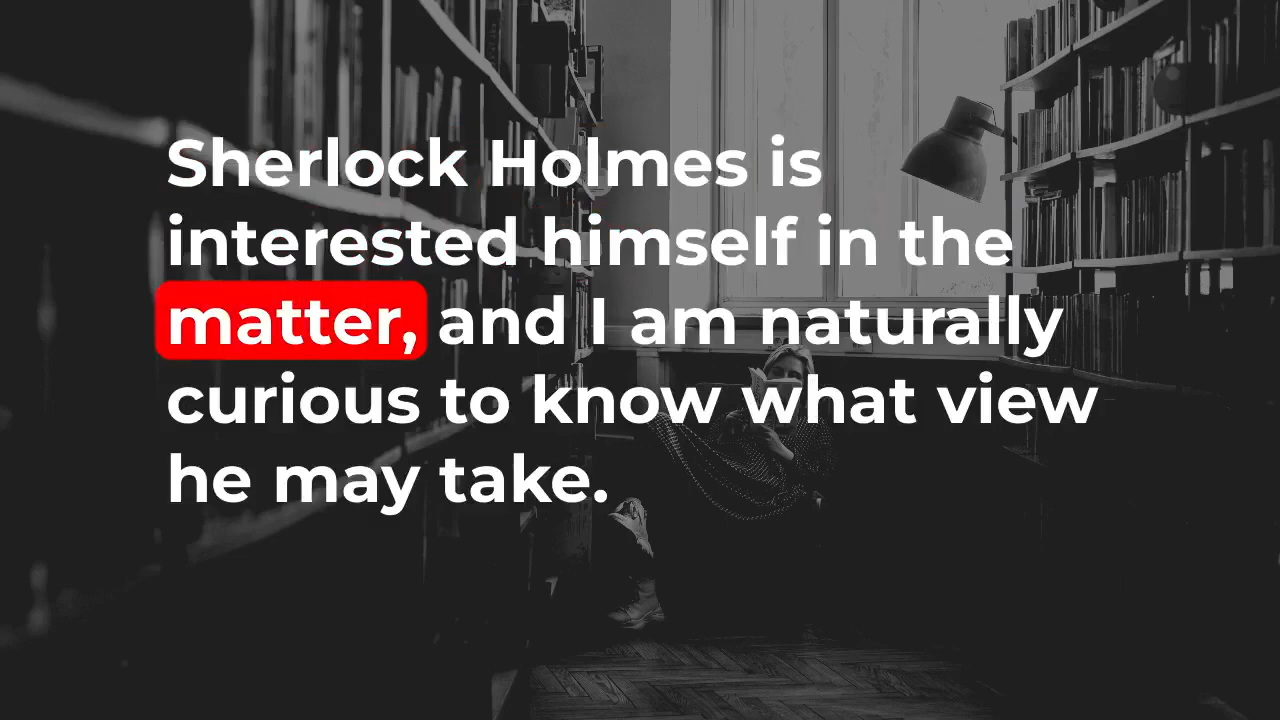 Sherlock Holmes is
interested himself in the
matter, and I am naturally
curious to know what view
he may take.